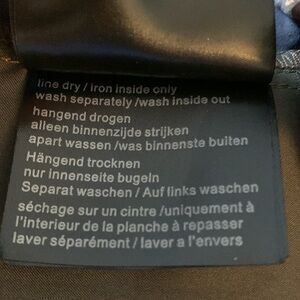 line dry / iron inside only
wash separately /wash inside out
hangend drogen
alleen binnenzijde strijken
apart wassen /was binnenste buiten
Hängend trocknen
nur innenseite bugeln
Separat waschen / Auf links waschen
séchage sur un cintre /uniquement à
l'interieur de la planche à repasser
laver séparément / laver a l'envers